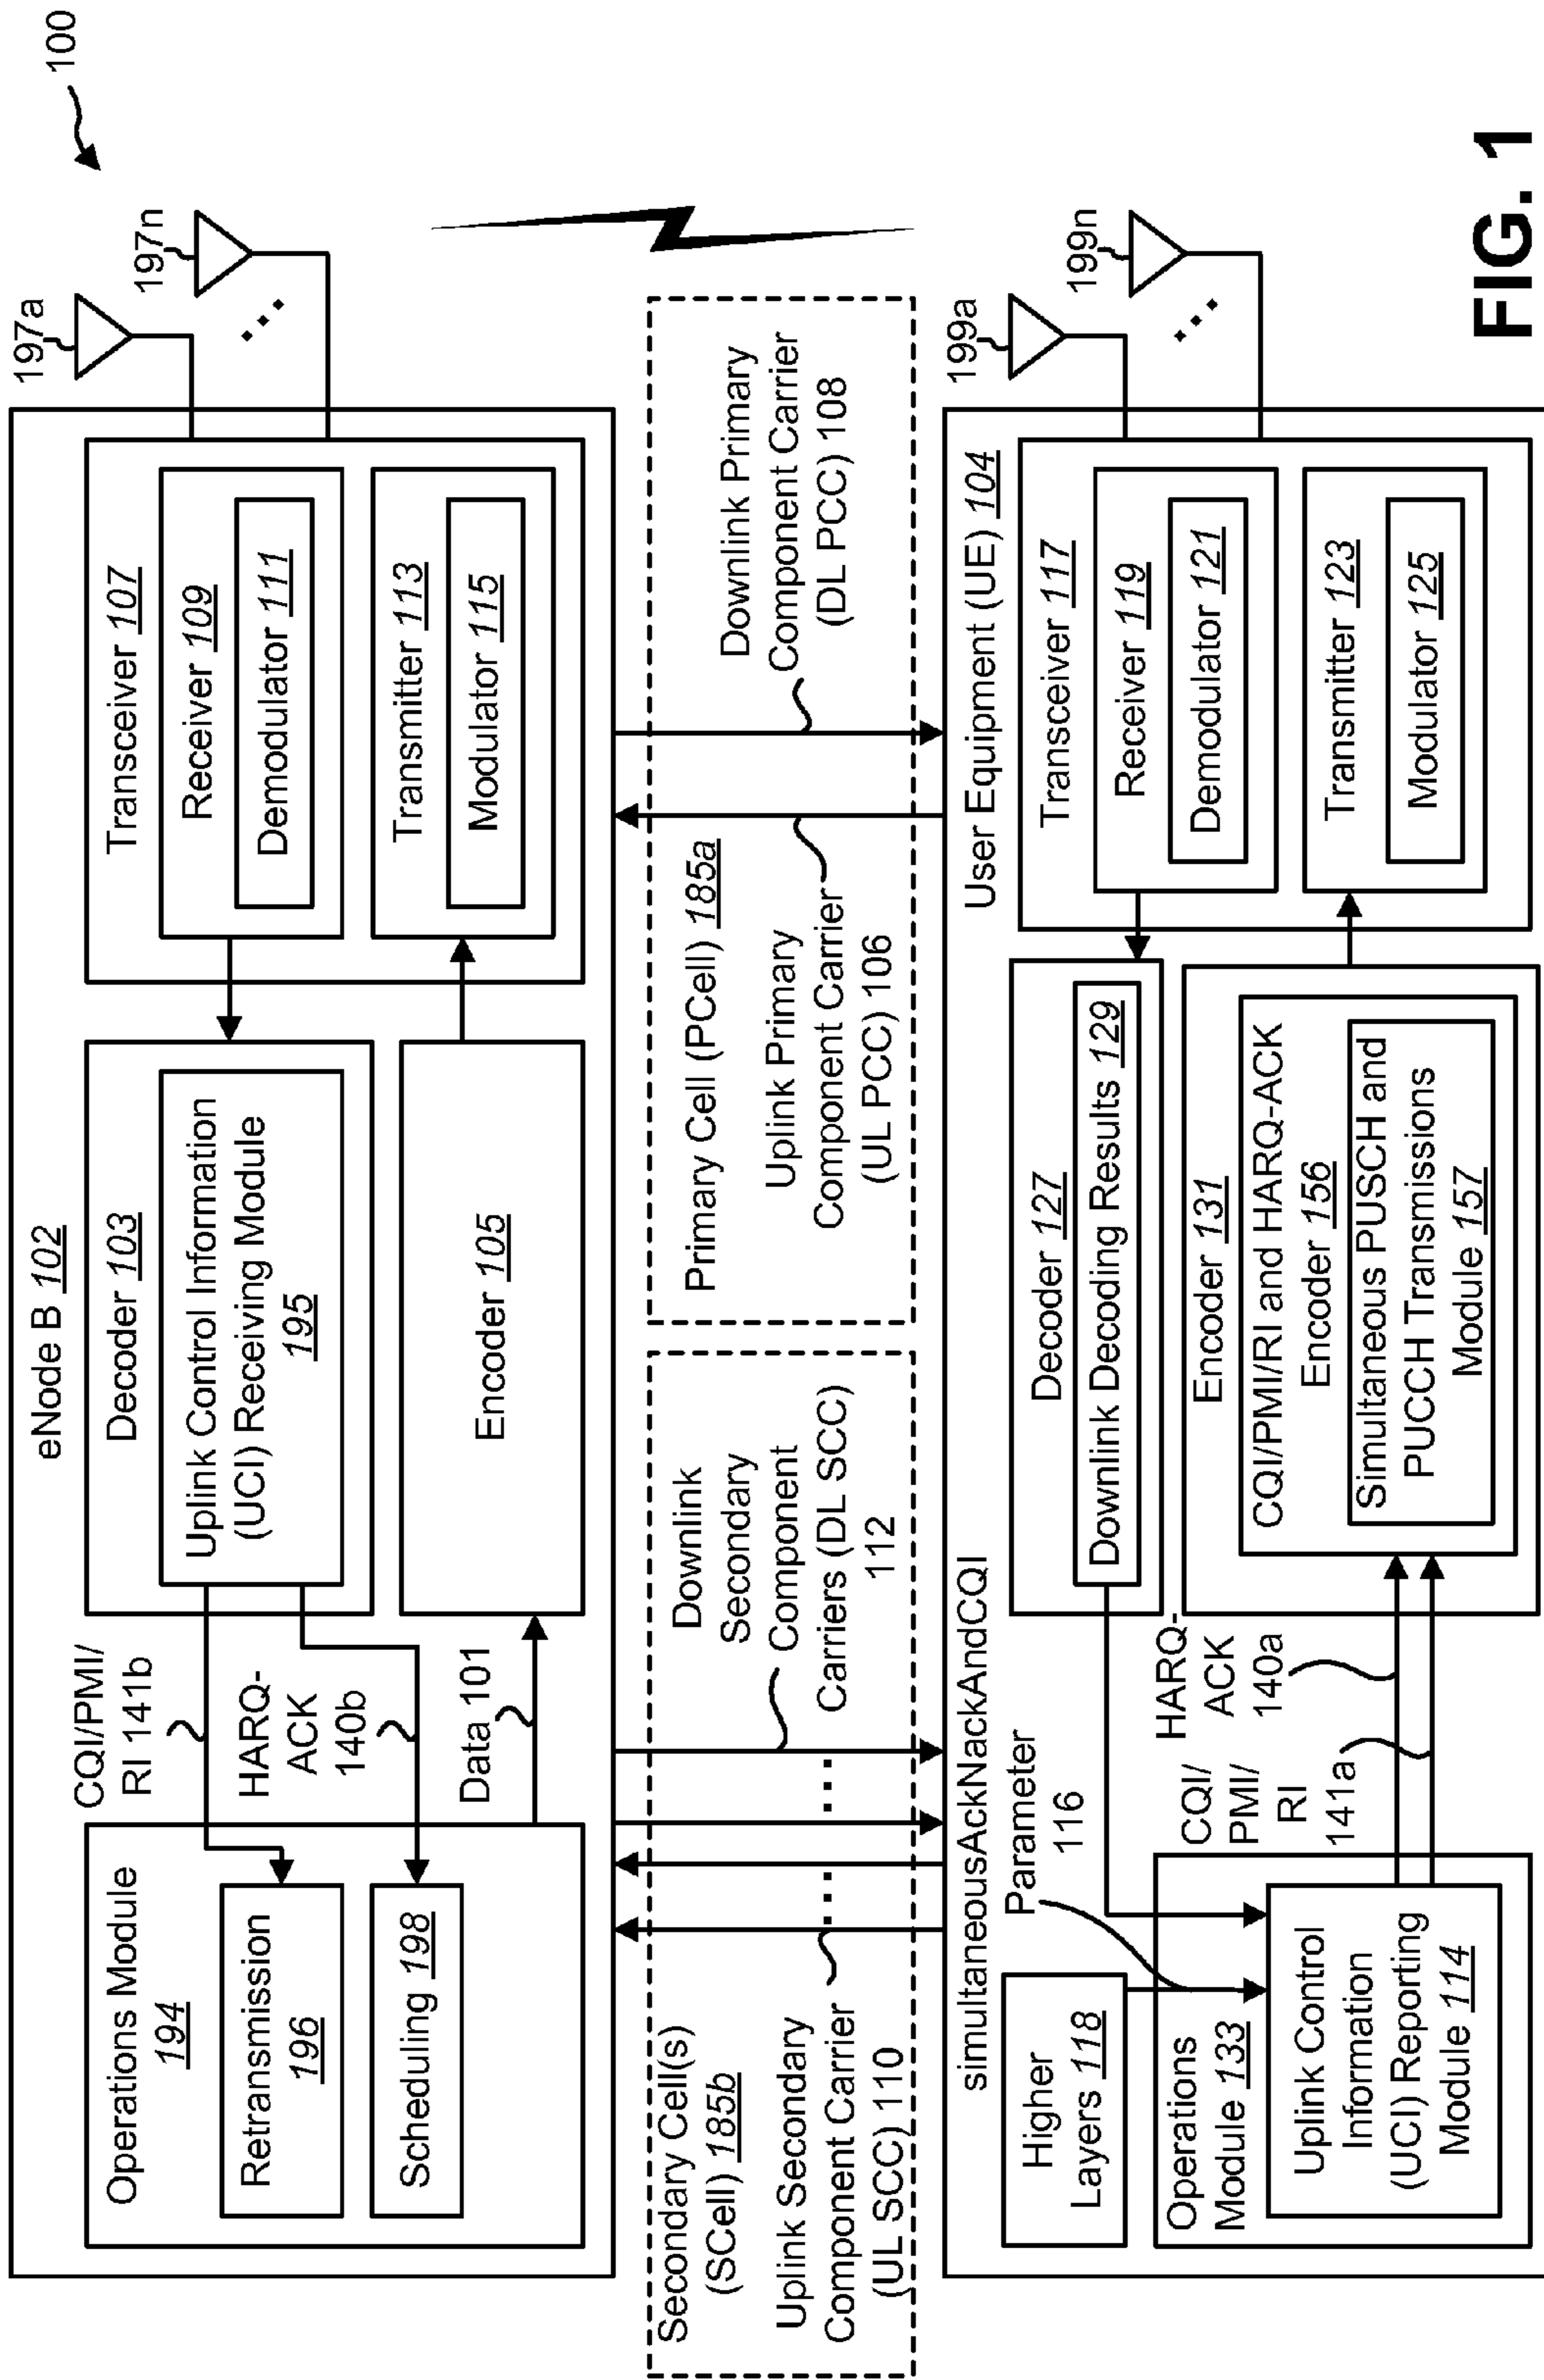 100
eNode B 102
Operations Module
194
Retransmission
196
Scheduling 198
CQI/PMI/
RI 141b
HARQ-
ACK
140b
Data 101
Decoder 103
Uplink Control Information
(UCI) Receiving Module
195
Encoder 105
Transceiver 107
Receiver 109
Demodulator 111
Transmitter 113
Modulator 115
197a
197n
Secondary Cell(s)
(SCell) 185b
Uplink Secondary
Component Carrier
(UL SCC) 110
Downlink
Secondary
Component
Carriers (DL SCC)
112
Primary Cell (PCell) 185a
Uplink Primary
Component Carrier
(UL PCC) 106
Downlink Primary
Component Carrier
(DL PCC) 108
User Equipment (UE) 104
simultaneousAckNackAndCQI
Parameter
116
Higher
Layers 118
Operations
Module 133
Uplink Control
Information
(UCI) Reporting
Module 114
CQI/
PMI/
RI
141a
HARQ-
ACK
140a
Decoder 127
Downlink Decoding Results 129
Encoder 131
CQI/PMI/RI and HARQ-ACK
Encoder 156
Simultaneous PUSCH and
PUCCH Transmissions
Module 157
Transceiver 117
Receiver 119
Demodulator 121
Transmitter 123
Modulator 125
199a
199n
FIG. 1